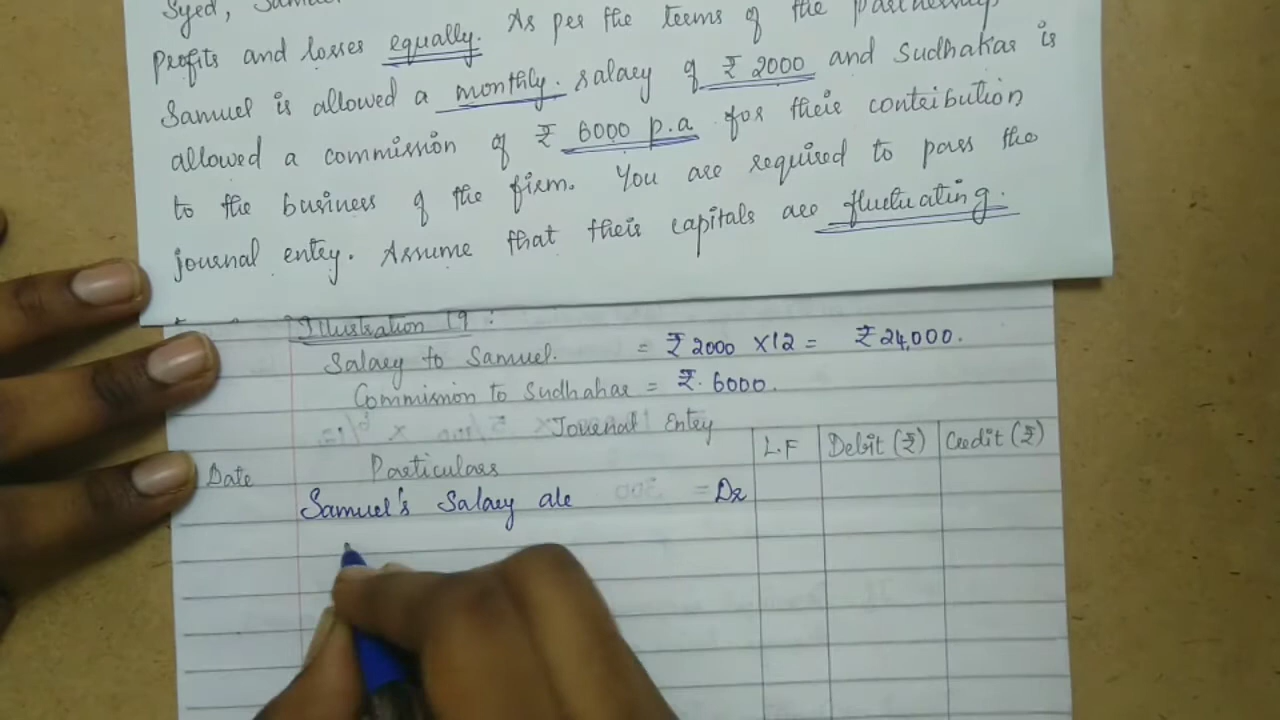 Syed,
Profits and losses equally. As per the terms of the Partnership
Samuel is allowed a monthly. salary of ₹ 2000 and Sudhakar is
allowed a commission of ₹ 6000 p.a for their contribution
to the business of the firm. You are required to pass the
journal entry. Assume that their capitals are fluctuating.
Illustration 19 :
Salary to Samuel. = ₹ 2000 X12 = ₹ 24,000.
Commission to Sudhakar = ₹. 6000.
Journal Entry
Date Particulars L.F Debit (₹) Credit (₹)
Samuel's Salary a/c Dr